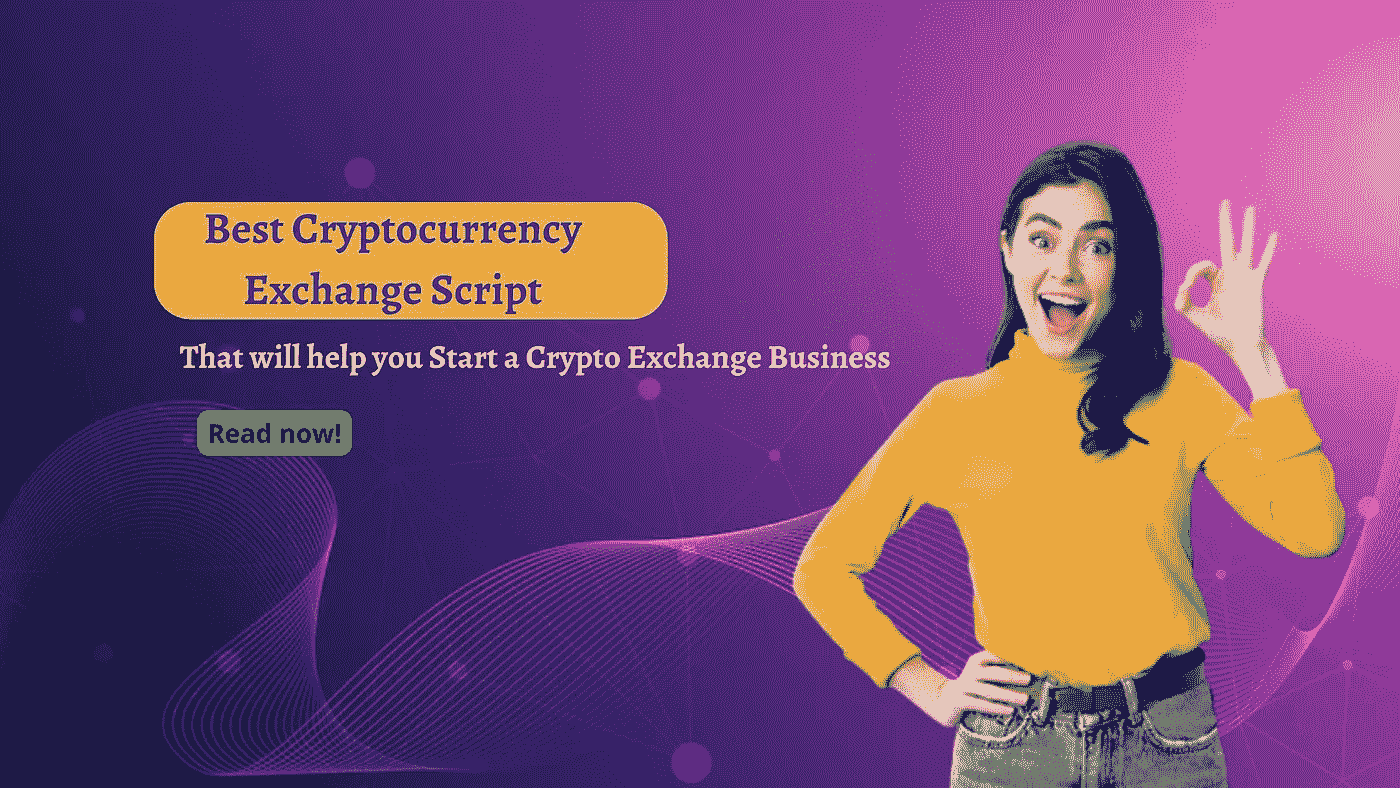 Best Cryptocurrency
Exchange Script
That will help you Start a Crypto Exchange Business
Read now!